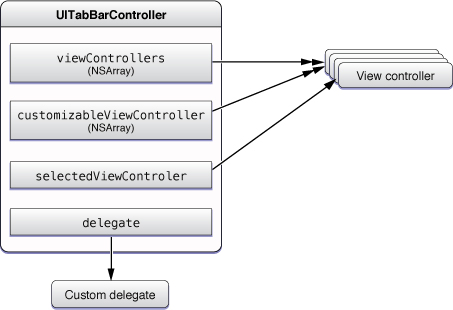 UITabBarController
viewControllers
(NSArray)
customizableViewController
(NSArray)
selectedViewControler
delegate
View controller
Custom delegate